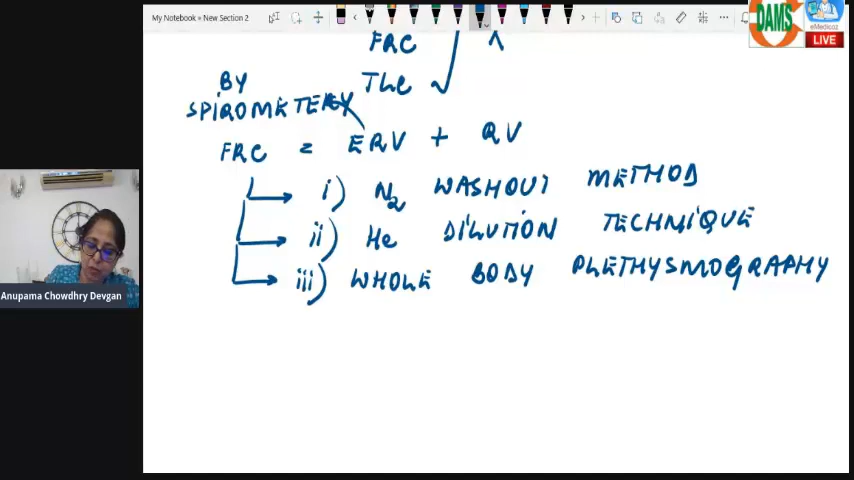 My Notebook » New Section 2
DAMS
eMedicoz
LIVE
FRC
TLC
BY
SPIROMETERY
FRC = ERV + RV
i) N2 WASHOUT METHOD
ii) He DILUTION TECHNIQUE
iii) WHOLE BODY PLETHYSMOGRAPHY
Anupama Chowdhry Devgan